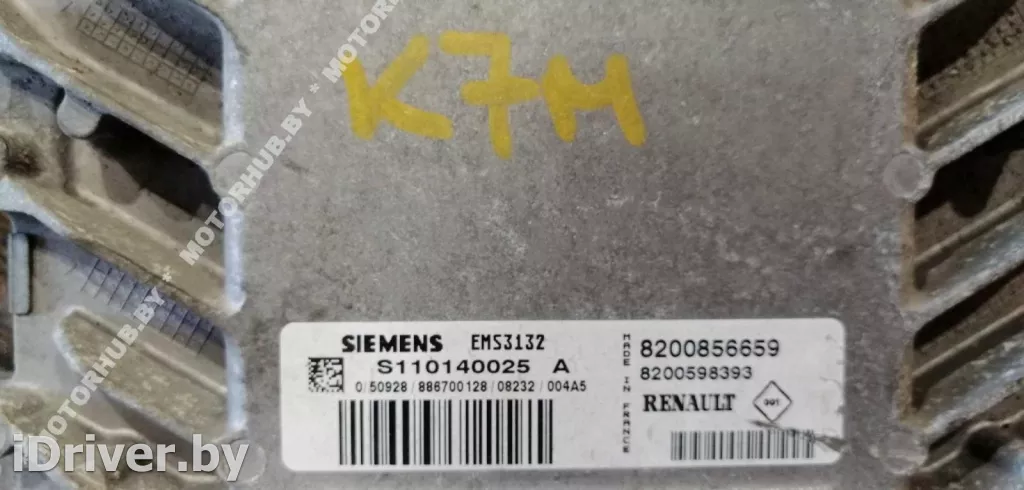 K7M
* MOTORHUB.BY * MOTORHUB.BY * MOTORHUB.BY
SIEMENS EMS3132
S110140025 A
0/50928/886700128/08232/004A5
MADE IN FRANCE
8200856659
8200598393
RENAULT
iDriver.by